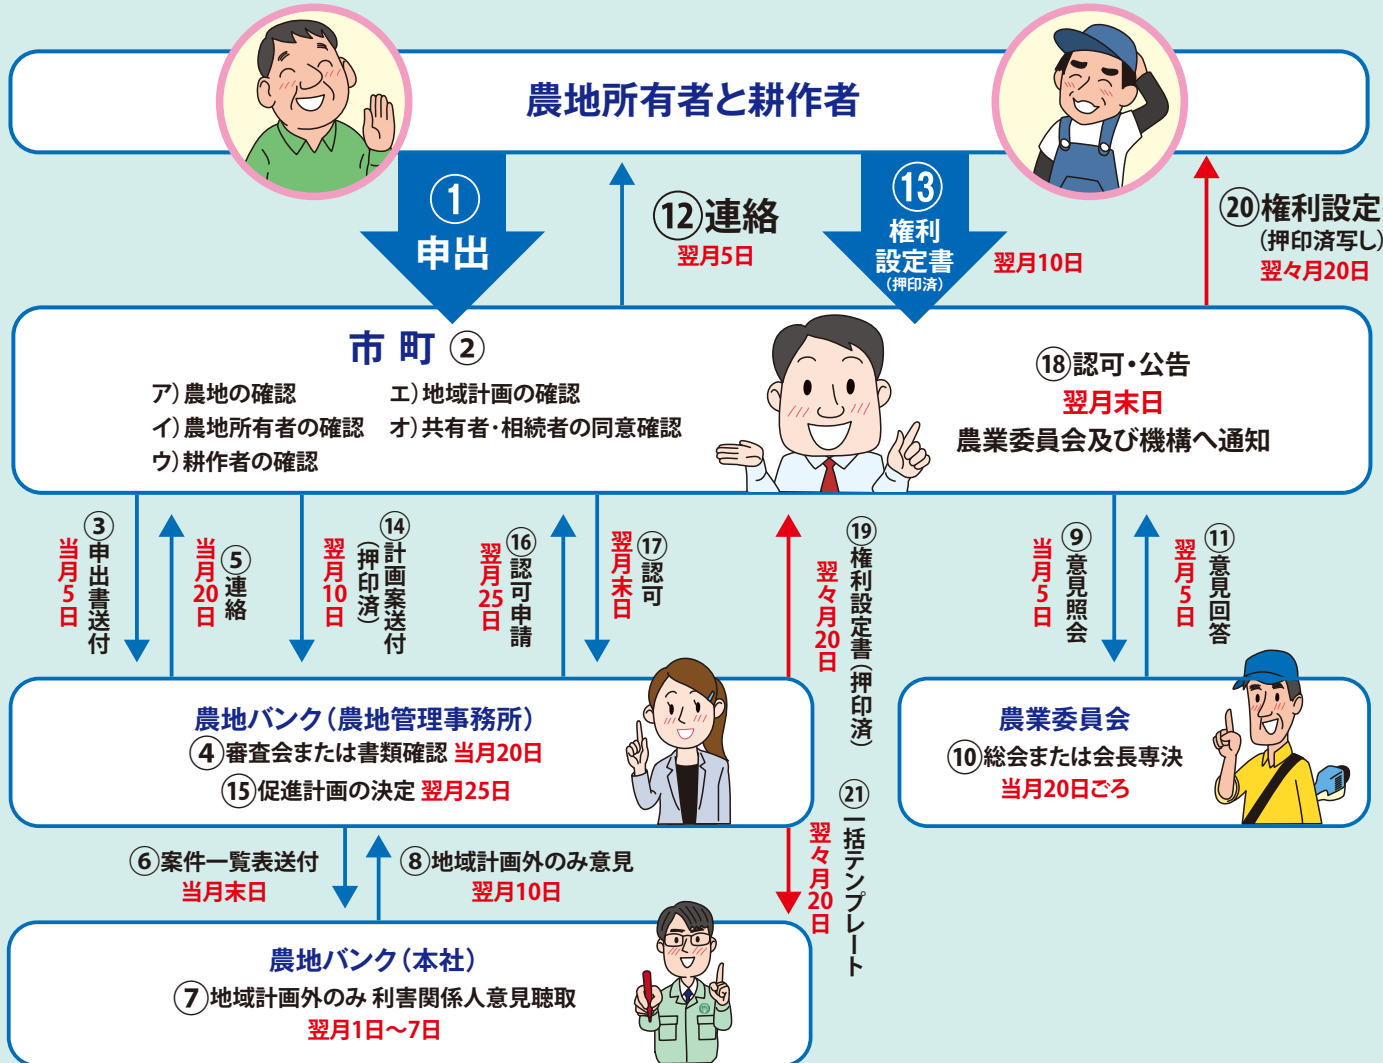 農地所有者と耕作者
①
申出
⑫連絡
翌月5日
⑬
権利
設定書
(押印済)
翌月10日
⑳権利設定
(押印済写し)
翌々月20日
市町②
ア)農地の確認
イ)農地所有者の確認
ウ)耕作者の確認
エ)地域計画の確認
オ)共有者・相続者の同意確認
⑱認可・公告
翌月末日
農業委員会及び機構へ通知
③申出書送付
当月5日
⑤連絡
当月20日
⑭計画案送付
(押印済)
翌月10日
⑯認可申請
翌月25日
⑰認可
翌月末日
⑲権利設定書(押印済)
翌々月20日
⑨意見照会
当月5日
⑪意見回答
翌月5日
農地バンク(農地管理事務所)
④審査会または書類確認 当月20日
⑮促進計画の決定 翌月25日
農業委員会
⑩総会または会長専決
当月20日ごろ
⑥案件一覧表送付
当月末日
⑧地域計画外のみ意見
翌月10日
㉑一括テンプレート
翌々月20日
農地バンク(本社)
⑦地域計画外のみ 利害関係人意見聴取
翌月1日～7日